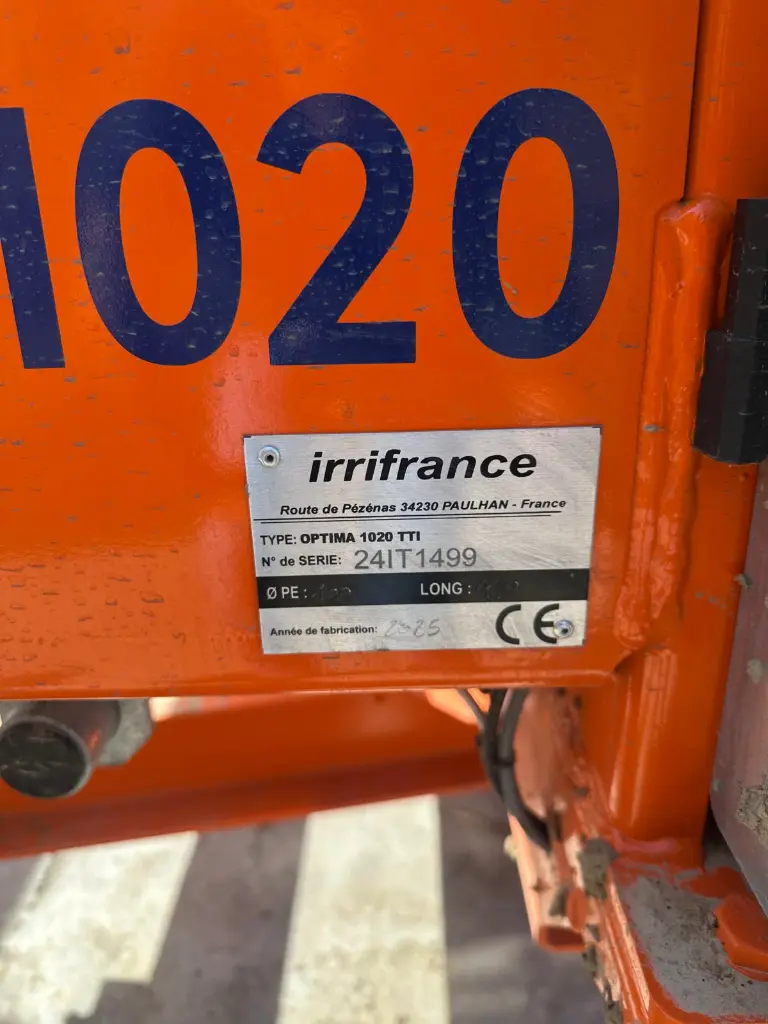 1020
irrifrance
Route de Pézénas 34230 PAULHAN - France
TYPE: OPTIMA 1020 TTI
N° de SERIE: 24IT1499
Ø PE : LONG :
Année de fabrication: 2025
CE